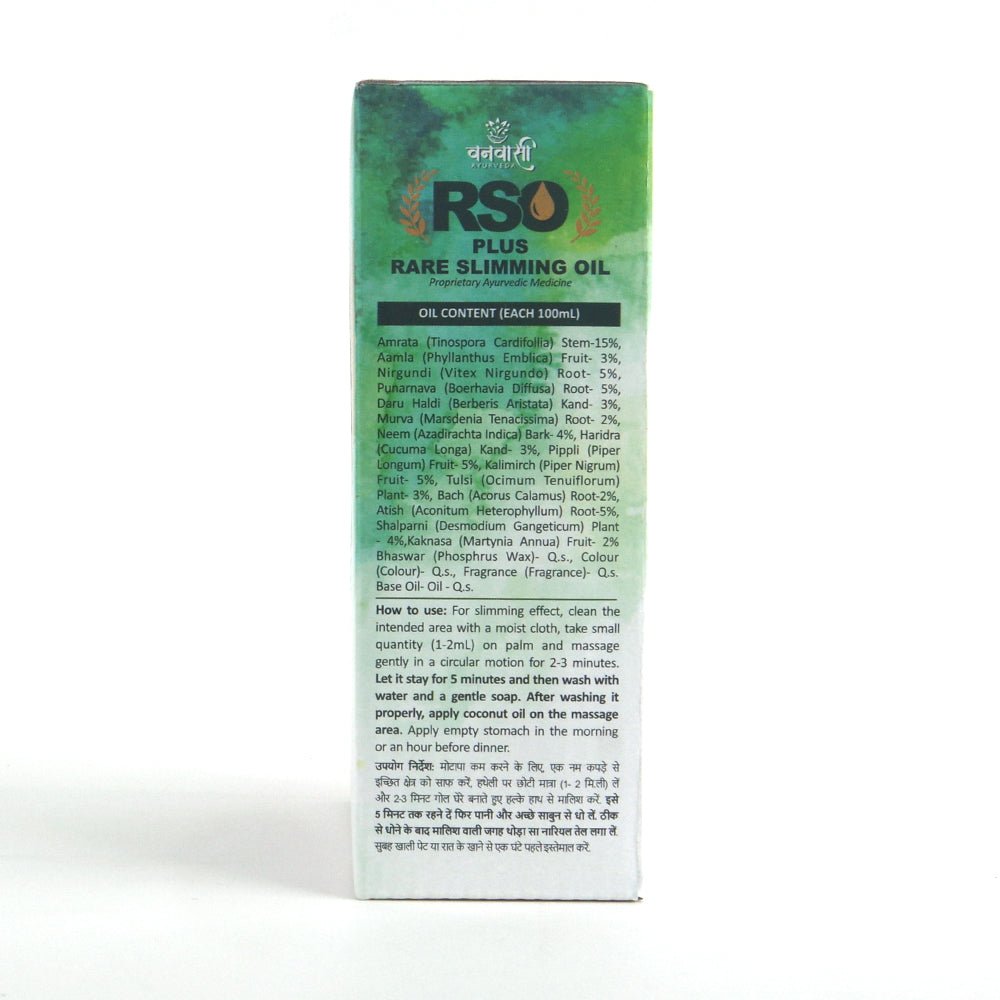 वनवासी
AYURVEDA
RSO
PLUS
RARE SLIMMING OIL
Proprietary Ayurvedic Medicine
OIL CONTENT (EACH 100mL)
Amrata (Tinospora Cardifollia) Stem-15%,
Aamla (Phyllanthus Emblica) Fruit- 3%,
Nirgundi (Vitex Nirgundo) Root- 5%,
Punarnava (Boerhavia Diffusa) Root- 5%,
Daru Haldi (Berberis Aristata) Kand- 3%,
Murva (Marsdenia Tenacissima) Root- 2%,
Neem (Azadirachta Indica) Bark- 4%, Haridra
(Cucuma Longa) Kand- 3%, Pippli (Piper
Longum) Fruit- 5%, Kalimirch (Piper Nigrum)
Fruit- 5%, Tulsi (Ocimum Tenuiflorum)
Plant- 3%, Bach (Acorus Calamus) Root-2%,
Atish (Aconitum Heterophyllum) Root-5%,
Shalparni (Desmodium Gangeticum) Plant
- 4%,Kaknasa (Martynia Annua) Fruit- 2%
Bhaswar (Phosphrus Wax)- Q.s., Colour
(Colour)- Q.s., Fragrance (Fragrance)- Q.s.
Base Oil- Oil - Q.s.
How to use: For slimming effect, clean the
intended area with a moist cloth, take small
quantity (1-2mL) on palm and massage
gently in a circular motion for 2-3 minutes.
Let it stay for 5 minutes and then wash with
water and a gentle soap. After washing it
properly, apply coconut oil on the massage
area. Apply empty stomach in the morning
or an hour before dinner.
उपयोग निर्देश: मोटापा कम करने के लिए, एक नम कपड़े से
इच्छित क्षेत्र को साफ करें, हथेली पर छोटी मात्रा (1- 2 मि.ली) लें
और 2-3 मिनट गोल घेरे बनाते हुए हल्के हाथ से मालिश करें. इसे
5 मिनट तक रहने दें फिर पानी और अच्छे साबुन से धो लें. ठीक
से धोने के बाद मालिश वाली जगह थोड़ा सा नारियल तेल लगा लें.
सुबह खाली पेट या रात के खाने से एक घंटे पहले इस्तेमाल करें.